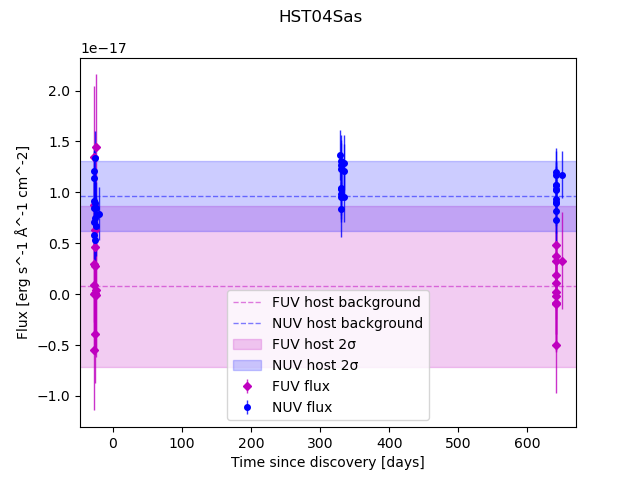 HST04Sas
1e−17
2.0
1.5
1.0
0.5
0.0
−0.5
−1.0
Flux [erg s^-1 Å^-1 cm^-2]
FUV host background
NUV host background
FUV host 2σ
NUV host 2σ
FUV flux
NUV flux
0 100 200 300 400 500 600
Time since discovery [days]